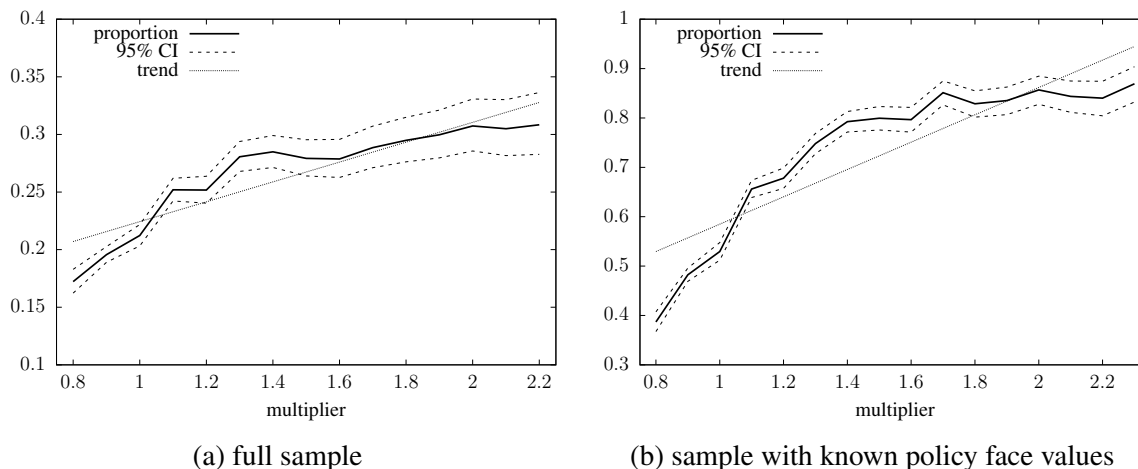 0.4
0.35
0.3
0.25
0.2
0.15
0.1
proportion
95% CI
trend
0.8 1 1.2 1.4 1.6 1.8 2 2.2
multiplier
(a) full sample
1
0.9
0.8
0.7
0.6
0.5
0.4
0.3
proportion
95% CI
trend
0.8 1 1.2 1.4 1.6 1.8 2 2.2
multiplier
(b) sample with known policy face values